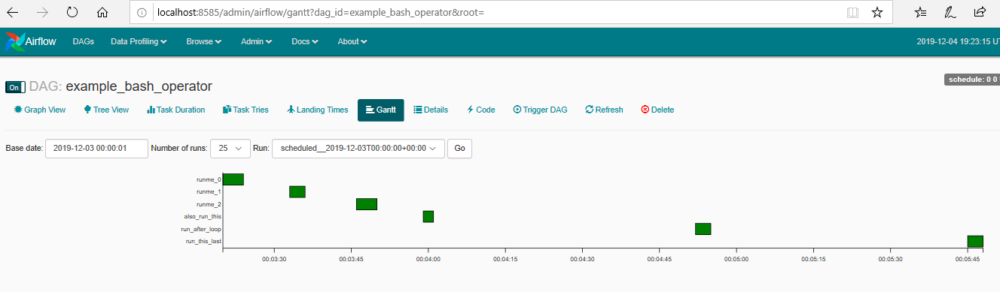 localhost:8585/admin/airflow/gantt?dag_id=example_bash_operator&root=
Airflow DAGs Data Profiling Browse Admin Docs About 2019-12-04 19:23:15
schedule: 0 0
On DAG: example_bash_operator
Graph View Tree View Task Duration Task Tries Landing Times Gantt Details Code Trigger DAG Refresh Delete
Base date: 2019-12-03 00:00:01 Number of runs: 25 Run: scheduled__2019-12-03T00:00:00+00:00 Go
runme_0
runme_1
runme_2
also_run_this
run_after_loop
run_this_last
00:03:30 00:03:45 00:04:00 00:04:15 00:04:30 00:04:45 00:05:00 00:05:15 00:05:30 00:05:45